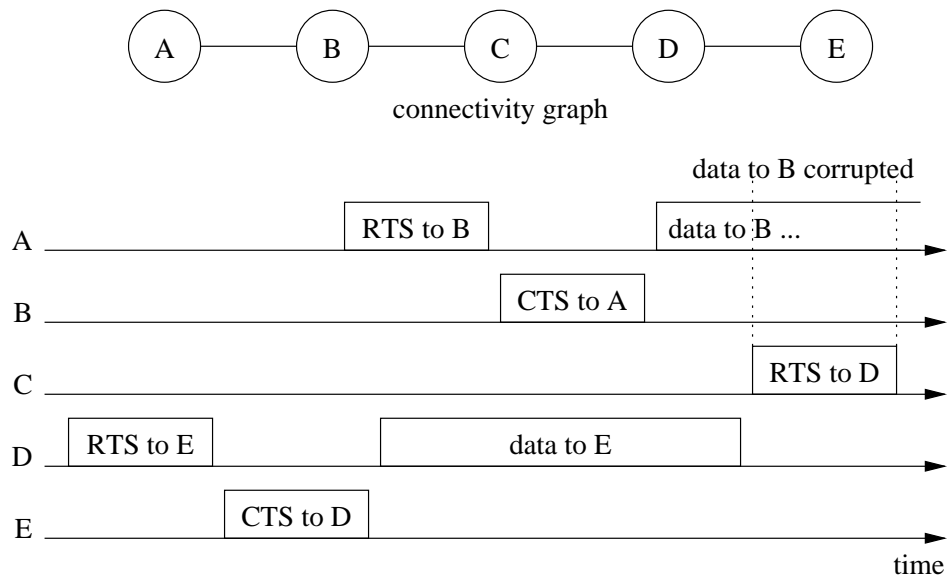 A B C D E
connectivity graph
data to B corrupted
A RTS to B data to B ...
B CTS to A
C RTS to D
D RTS to E data to E
E CTS to D
time